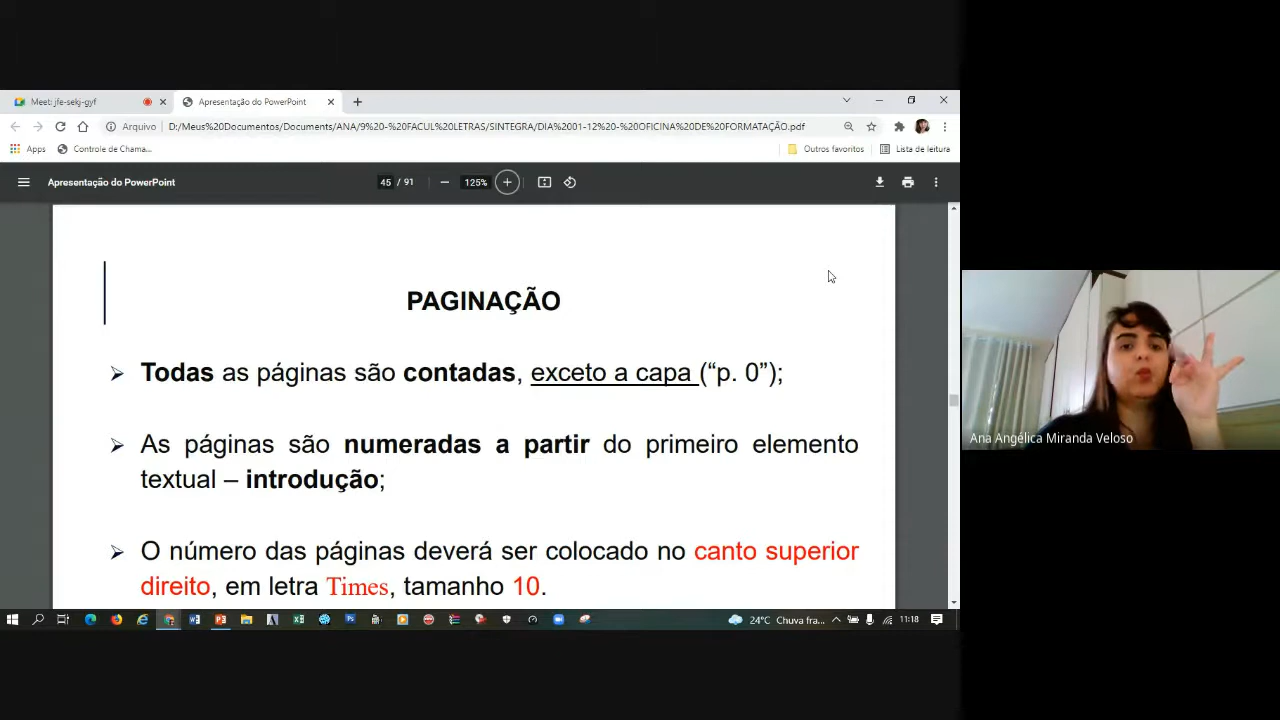 Meet: jfe-sekj-gyf
Apresentação do PowerPoint
Arquivo
D:/Meus%20Documentos/Documents/ANA/9%20-%20FACUL%20LETRAS/SINTEGRA/DIA%2001-12%20-%20OFICINA%20DE%20FORMATAÇÃO.pdf
Apps
Controle de Chama...
Outros favoritos
Lista de leitura
Apresentação do PowerPoint
45 / 91
125%
PAGINAÇÃO
Todas as páginas são contadas, exceto a capa (“p. 0”);
As páginas são numeradas a partir do primeiro elemento
textual – introdução;
O número das páginas deverá ser colocado no canto superior
direito, em letra Times, tamanho 10.
Ana Angélica Miranda Veloso
24°C Chuva fra...
11:18